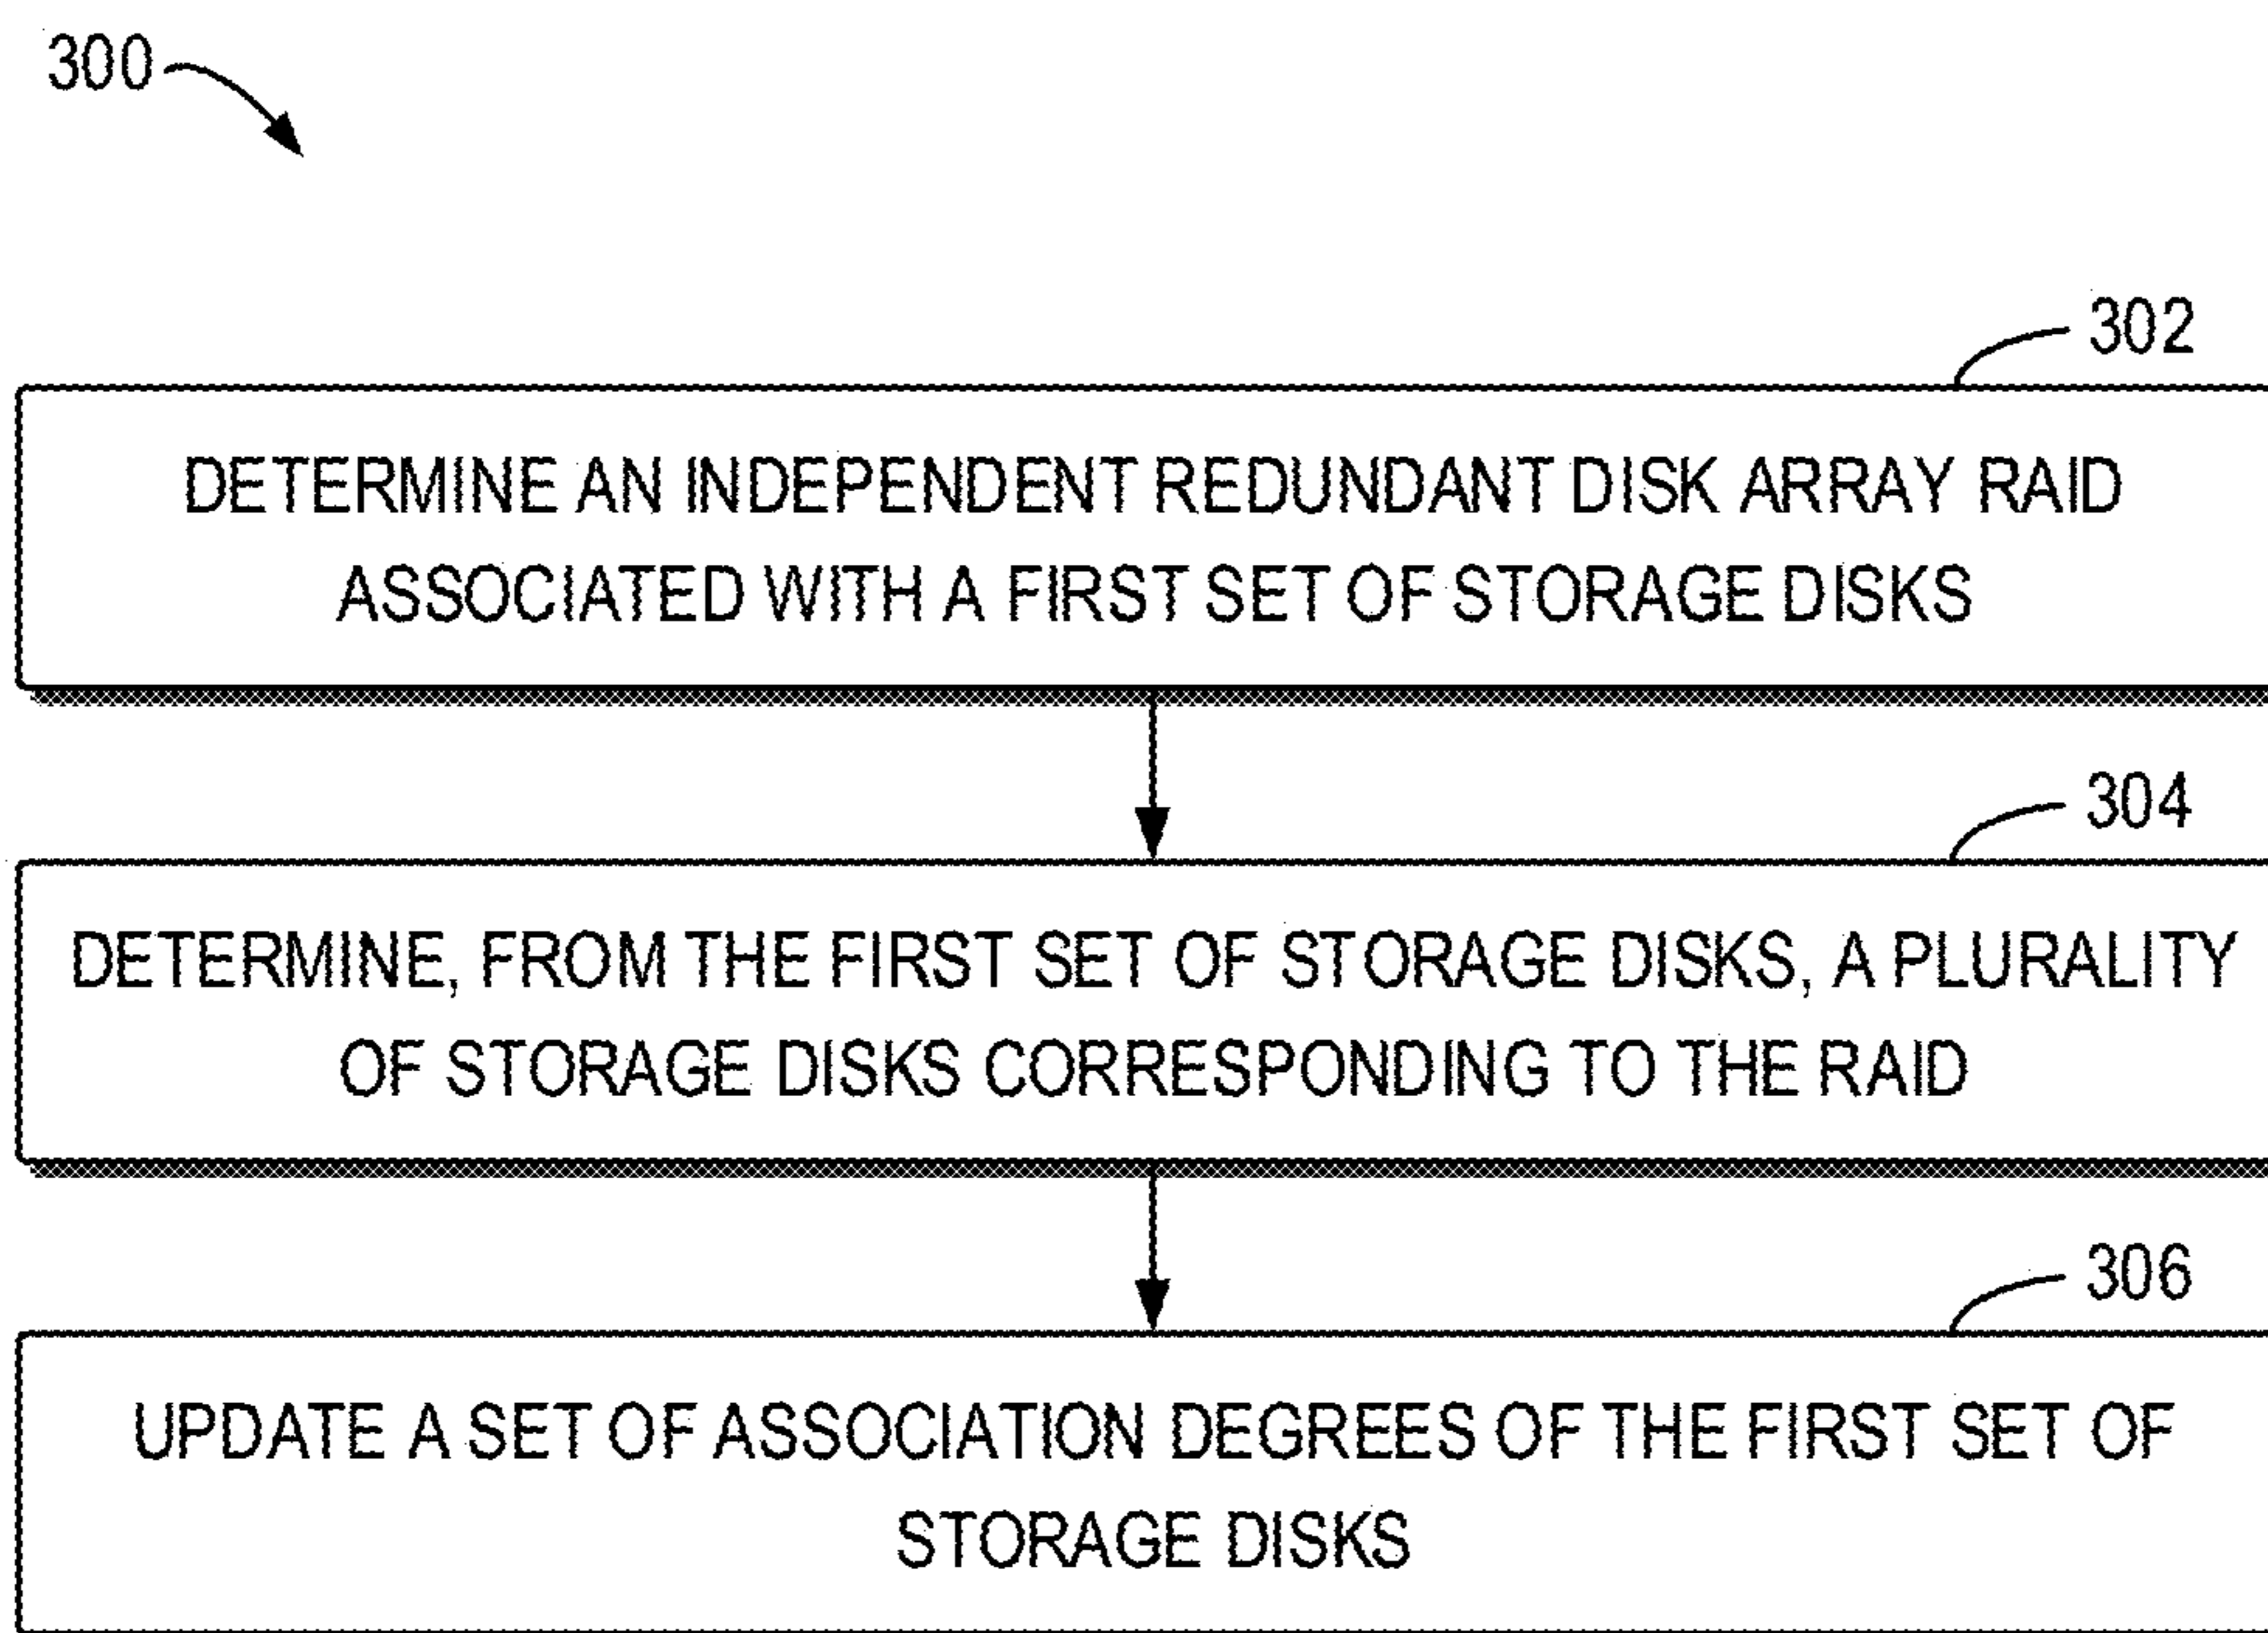 300
302
DETERMINE AN INDEPENDENT REDUNDANT DISK ARRAY RAID
ASSOCIATED WITH A FIRST SET OF STORAGE DISKS
304
DETERMINE, FROM THE FIRST SET OF STORAGE DISKS, A PLURALITY
OF STORAGE DISKS CORRESPONDING TO THE RAID
306
UPDATE A SET OF ASSOCIATION DEGREES OF THE FIRST SET OF
STORAGE DISKS